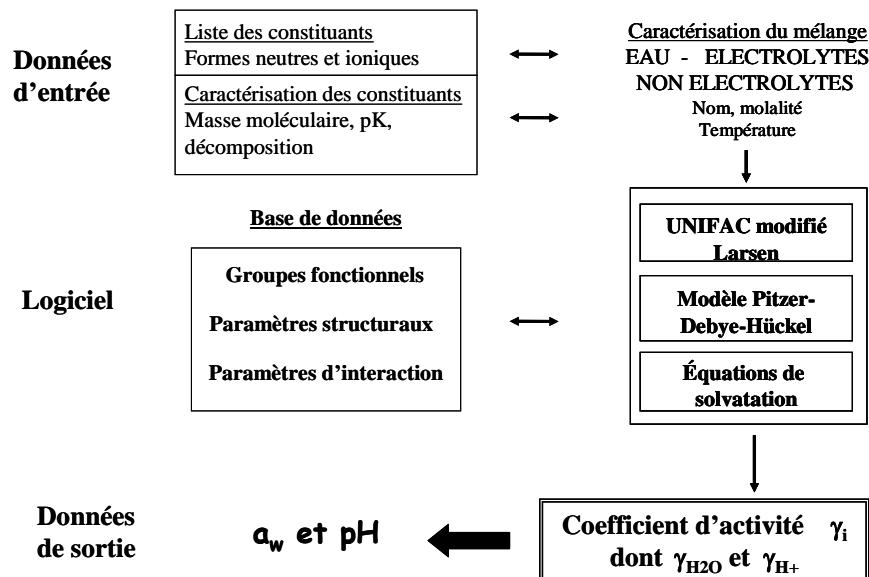 Données
d'entrée
Liste des constituants
Formes neutres et ioniques
Caractérisation des constituants
Masse moléculaire, pK,
décomposition
Caractérisation du mélange
EAU - ELECTROLYTES
NON ELECTROLYTES
Nom, molalité
Température
Logiciel
Base de données
Groupes fonctionnels
Paramètres structuraux
Paramètres d'interaction
UNIFAC modifié
Larsen
Modèle Pitzer-
Debye-Hückel
Équations de
solvatation
Données
de sortie
aw et pH
Coefficient d'activité γi
dont γH2O et γH+